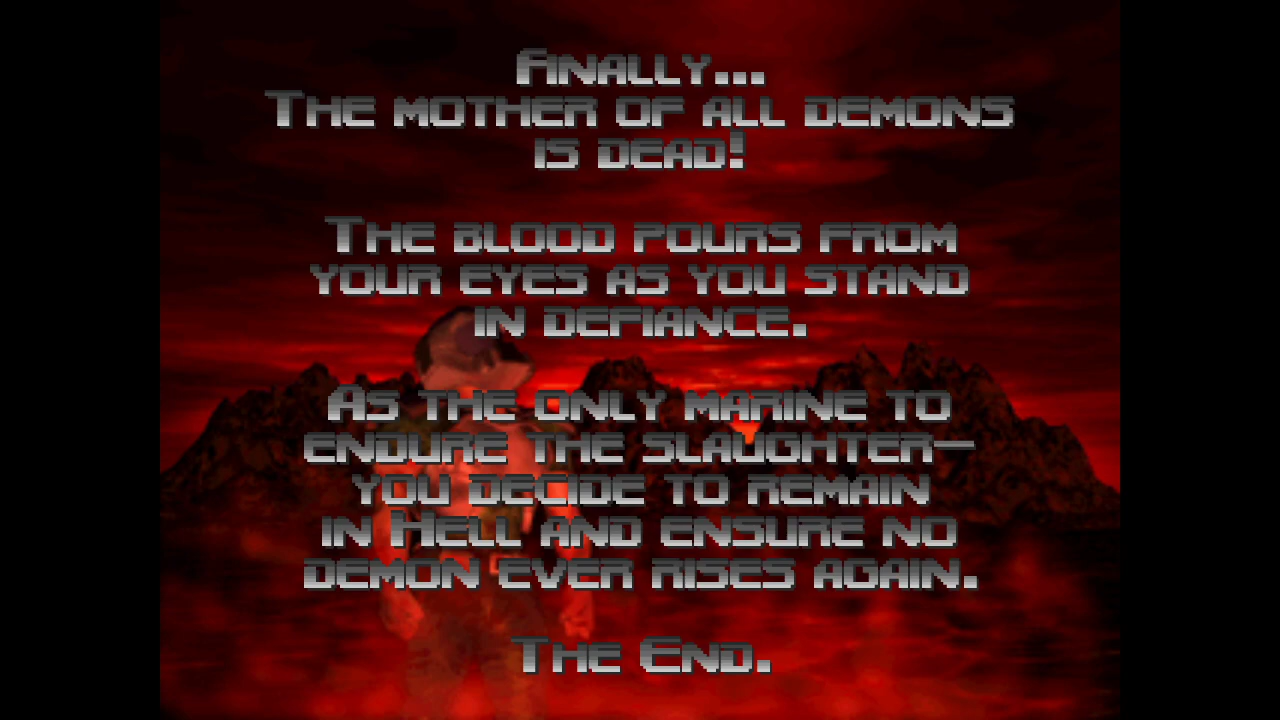 Finally...
The mother of all demons
is dead!
The blood pours from
your eyes as you stand
in defiance.
As the only marine to
endure the slaughter—
you decide to remain
in Hell and ensure no
demon ever rises again.
The End.